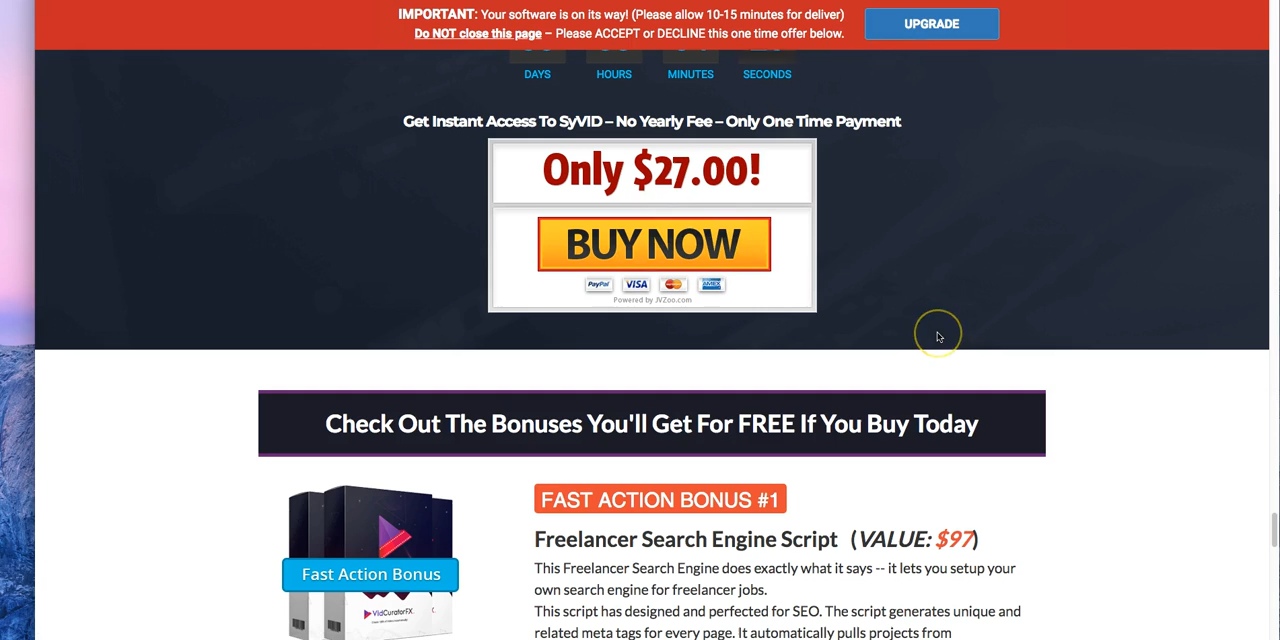 IMPORTANT: Your software is on its way! (Please allow 10-15 minutes for deliver)
Do NOT close this page – Please ACCEPT or DECLINE this one time offer below.
UPGRADE
DAYS HOURS MINUTES SECONDS
Get Instant Access To SyVID – No Yearly Fee – Only One Time Payment
Only $27.00!
BUY NOW
PayPal VISA MasterCard AMEX
Powered by JVZoo.com
Check Out The Bonuses You'll Get For FREE If You Buy Today
FAST ACTION BONUS #1
Freelancer Search Engine Script (VALUE: $97)
Fast Action Bonus
VidCuratorFX
This Freelancer Search Engine does exactly what it says -- it lets you setup your
own search engine for freelancer jobs.
This script has designed and perfected for SEO. The script generates unique and
related meta tags for every page. It automatically pulls projects from